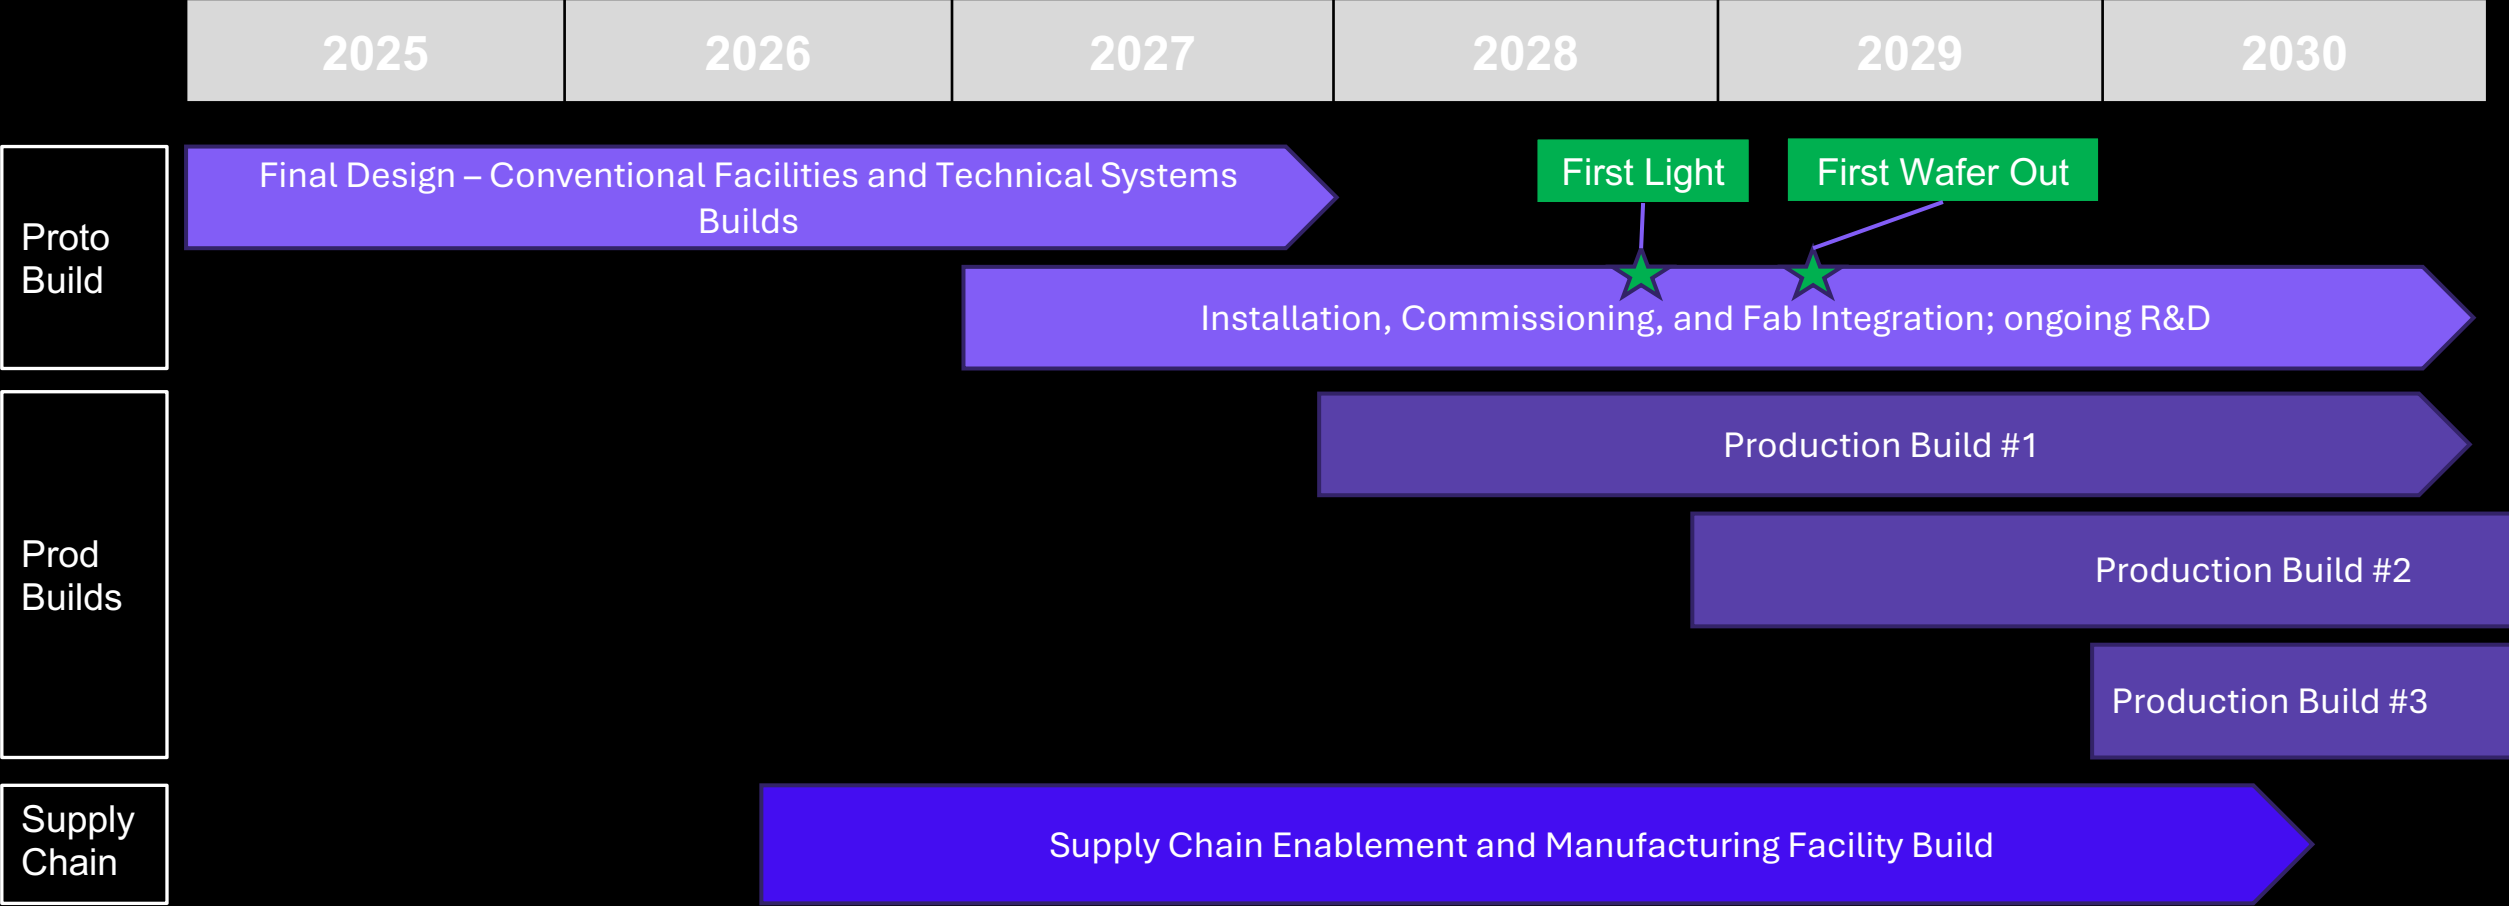 2025 2026 2027 2028 2029 2030
Proto
Build
Final Design – Conventional Facilities and Technical Systems
Builds
First Light
First Wafer Out
Installation, Commissioning, and Fab Integration; ongoing R&D
Prod
Builds
Production Build #1
Production Build #2
Production Build #3
Supply
Chain
Supply Chain Enablement and Manufacturing Facility Build